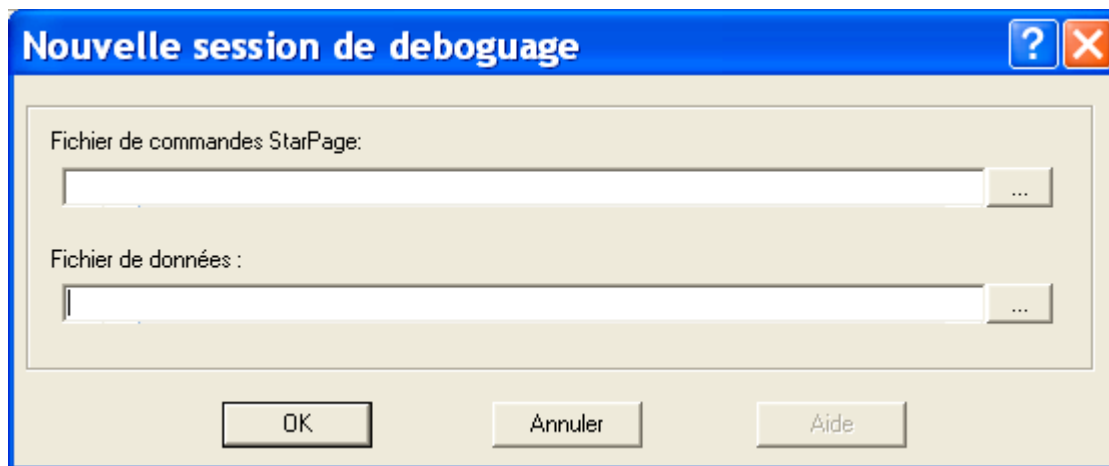 Nouvelle session de deboguage
?
Fichier de commandes StarPage:
...
Fichier de données :
...
OK
Annuler
Aide